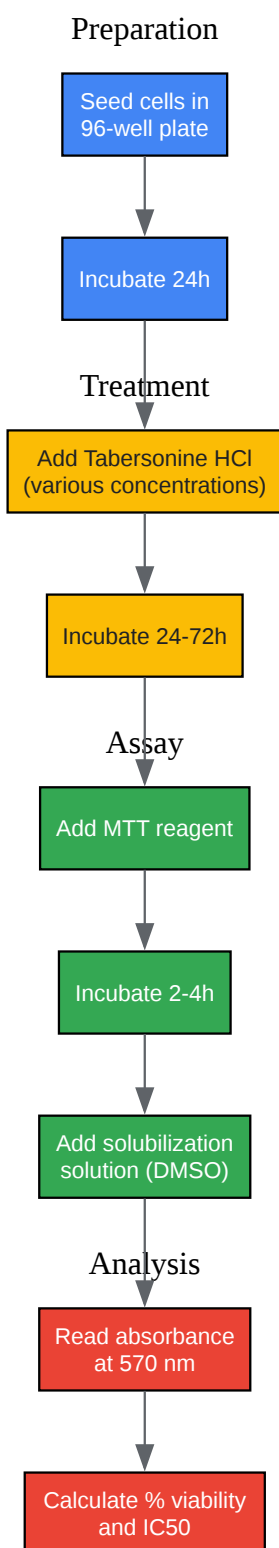 Preparation
Seed cells in
96-well plate
Incubate 24h
Treatment
Add Tabersonine HCl
(various concentrations)
Incubate 24-72h
Assay
Add MTT reagent
Incubate 2-4h
Add solubilization
solution (DMSO)
Analysis
Read absorbance
at 570 nm
Calculate % viability
and IC50